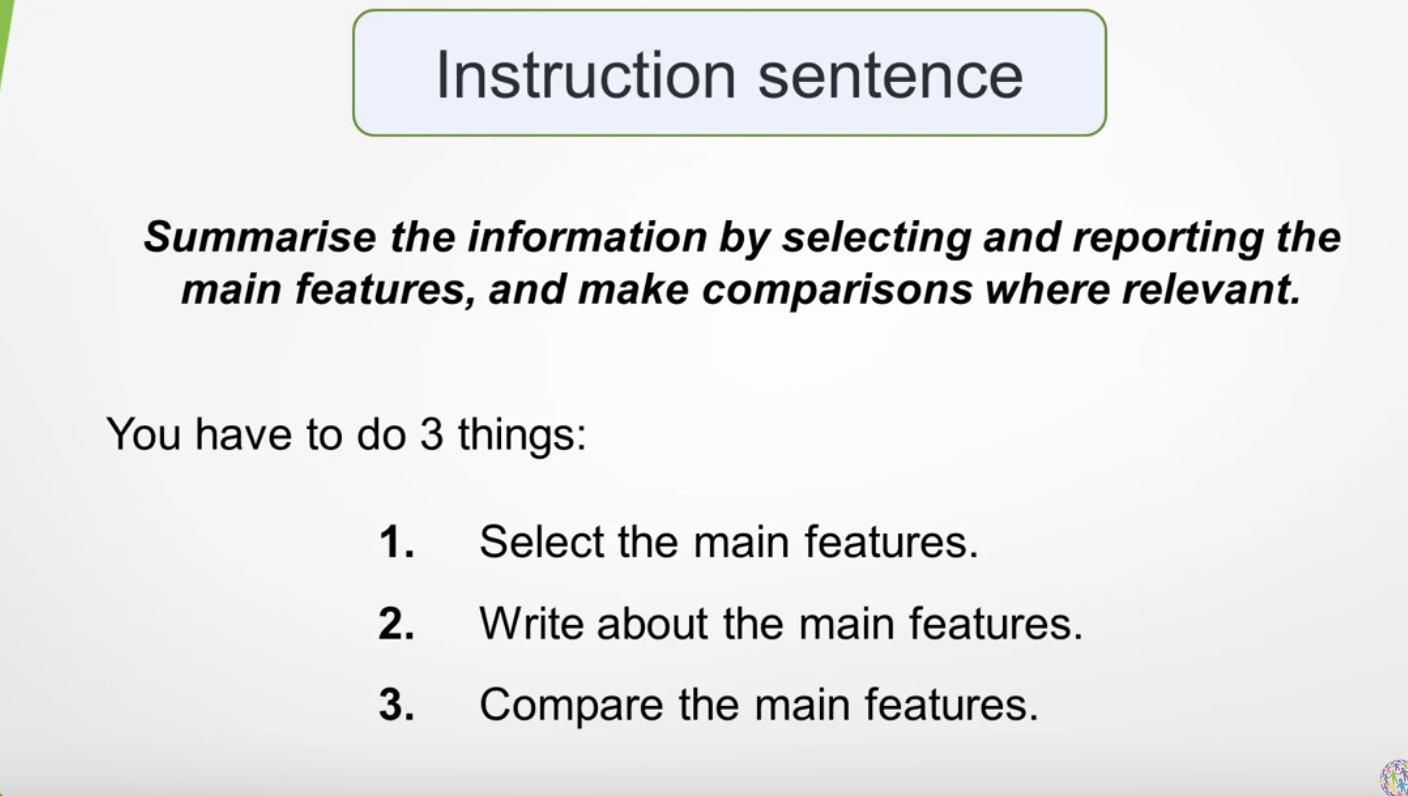 Instruction sentence
Summarise the information by selecting and reporting the
main features, and make comparisons where relevant.
You have to do 3 things:
1. Select the main features.
2. Write about the main features.
3. Compare the main features.